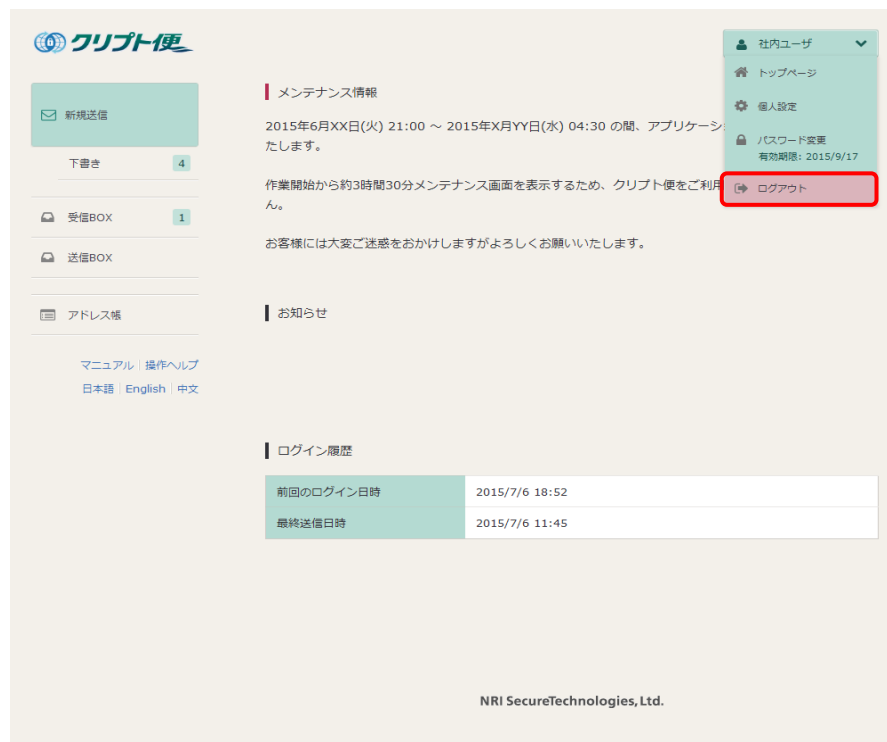 クリプト便
社内ユーザ
トップページ
個人設定
パスワード変更
有効期限: 2015/9/17
ログアウト
新規送信
下書き 4
受信BOX 1
送信BOX
アドレス帳
マニュアル 操作ヘルプ
日本語 English 中文
メンテナンス情報
2015年6月XX日(火) 21:00 ～ 2015年X月YY日(水) 04:30 の間、アプリケーシ
たします。
作業開始から約3時間30分メンテナンス画面を表示するため、クリプト便をご利用
ん。
お客様には大変ご迷惑をおかけしますがよろしくお願いいたします。
お知らせ
ログイン履歴
前回のログイン日時 2015/7/6 18:52
最終送信日時 2015/7/6 11:45
NRI SecureTechnologies,Ltd.